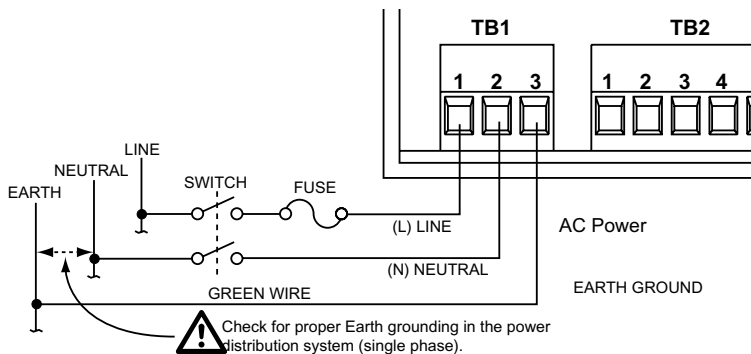 TB1 TB2
1 2 3 1 2 3 4
LINE
NEUTRAL
EARTH
SWITCH
FUSE
(L) LINE
AC Power
(N) NEUTRAL
GREEN WIRE
EARTH GROUND
Check for proper Earth grounding in the power
distribution system (single phase).